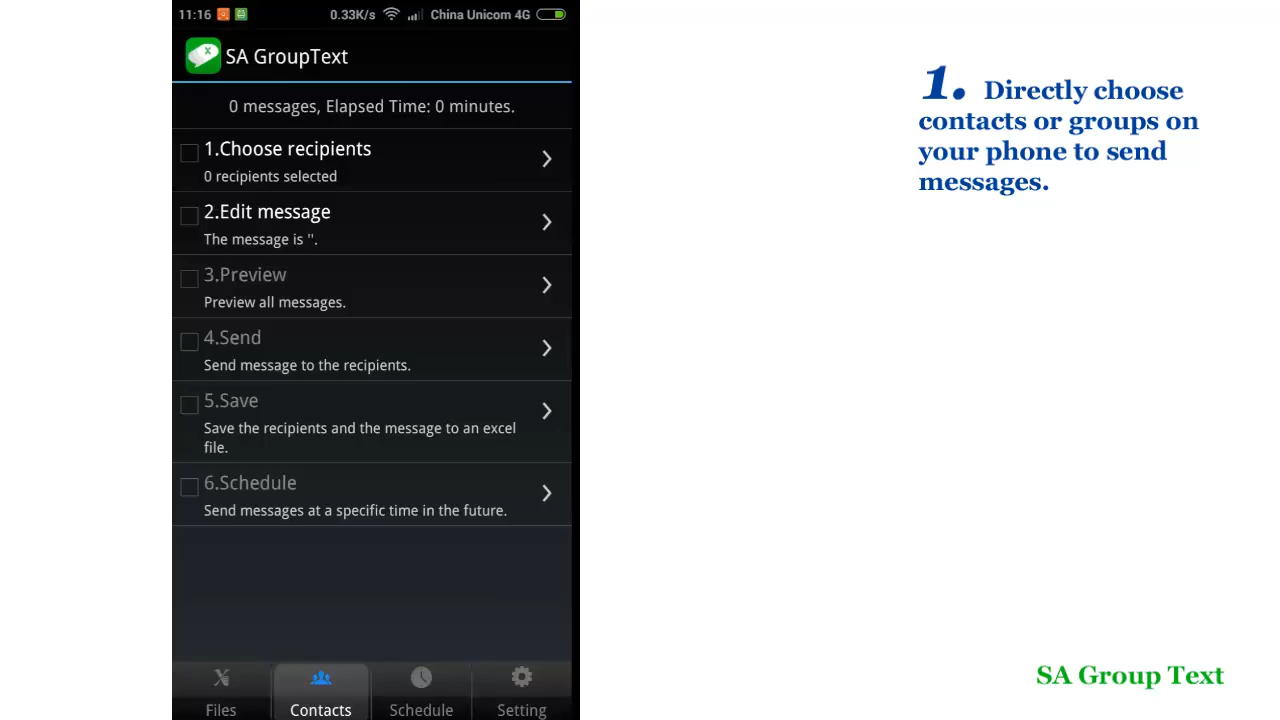 11:16 0.33K/s China Unicom 4G
SA GroupText
0 messages, Elapsed Time: 0 minutes.
1.Choose recipients
0 recipients selected
2.Edit message
The message is ''.
3.Preview
Preview all messages.
4.Send
Send message to the recipients.
5.Save
Save the recipients and the message to an excel
file.
6.Schedule
Send messages at a specific time in the future.
Files Contacts Schedule Setting
1. Directly choose
contacts or groups on
your phone to send
messages.
SA Group Text